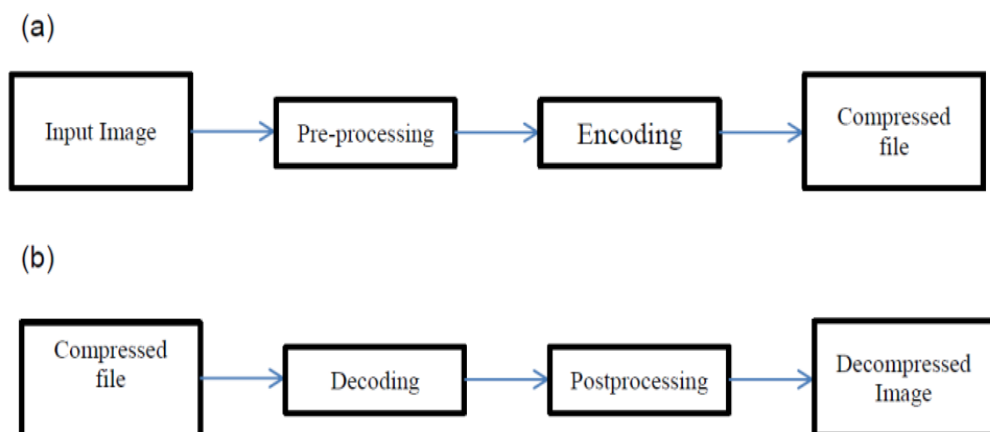 (a)
Input Image
Pre-processing
Encoding
Compressed
file
(b)
Compressed
file
Decoding
Postprocessing
Decompressed
Image